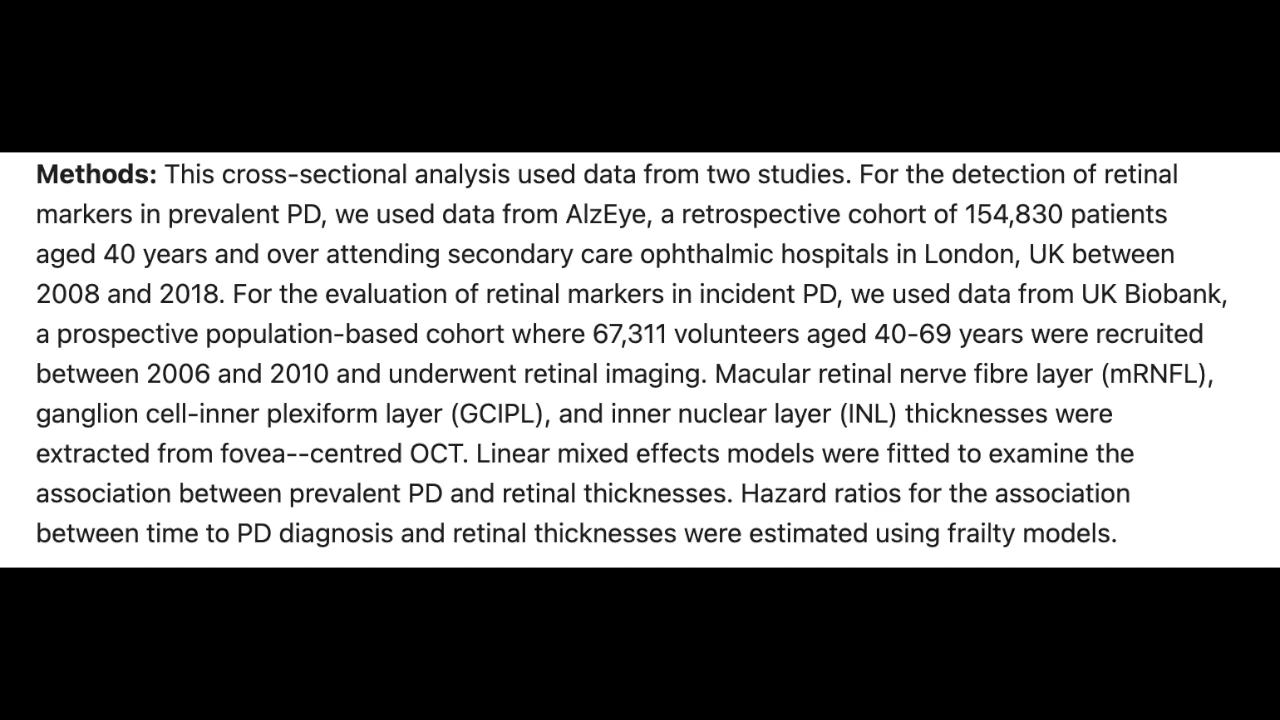 Methods: This cross-sectional analysis used data from two studies. For the detection of retinal
markers in prevalent PD, we used data from AlzEye, a retrospective cohort of 154,830 patients
aged 40 years and over attending secondary care ophthalmic hospitals in London, UK between
2008 and 2018. For the evaluation of retinal markers in incident PD, we used data from UK Biobank,
a prospective population-based cohort where 67,311 volunteers aged 40-69 years were recruited
between 2006 and 2010 and underwent retinal imaging. Macular retinal nerve fibre layer (mRNFL),
ganglion cell-inner plexiform layer (GCIPL), and inner nuclear layer (INL) thicknesses were
extracted from fovea--centred OCT. Linear mixed effects models were fitted to examine the
association between prevalent PD and retinal thicknesses. Hazard ratios for the association
between time to PD diagnosis and retinal thicknesses were estimated using frailty models.